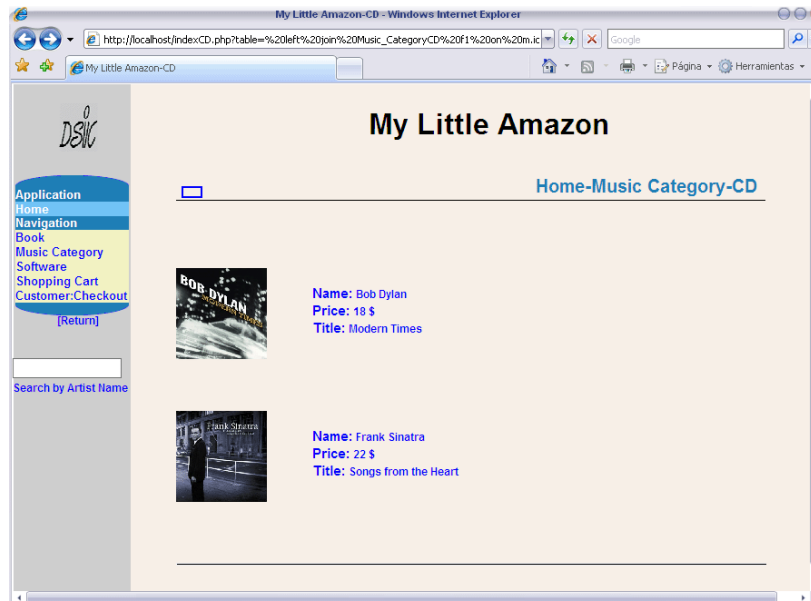 My Little Amazon-CD - Windows Internet Explorer
http://localhost/indexCD.php?table=%20left%20join%20Music_CategoryCD%20f1%20on%20m.ic
Google
My Little Amazon-CD
Página
Herramientas
DSIC
My Little Amazon
Home-Music Category-CD
Application
Home
Navigation
Book
Music Category
Software
Shopping Cart
Customer:Checkout
[Return]
Search by Artist Name
BOB DYLAN
MODERN TIMES
Name: Bob Dylan
Price: 18 $
Title: Modern Times
Frank Sinatra
Name: Frank Sinatra
Price: 22 $
Title: Songs from the Heart